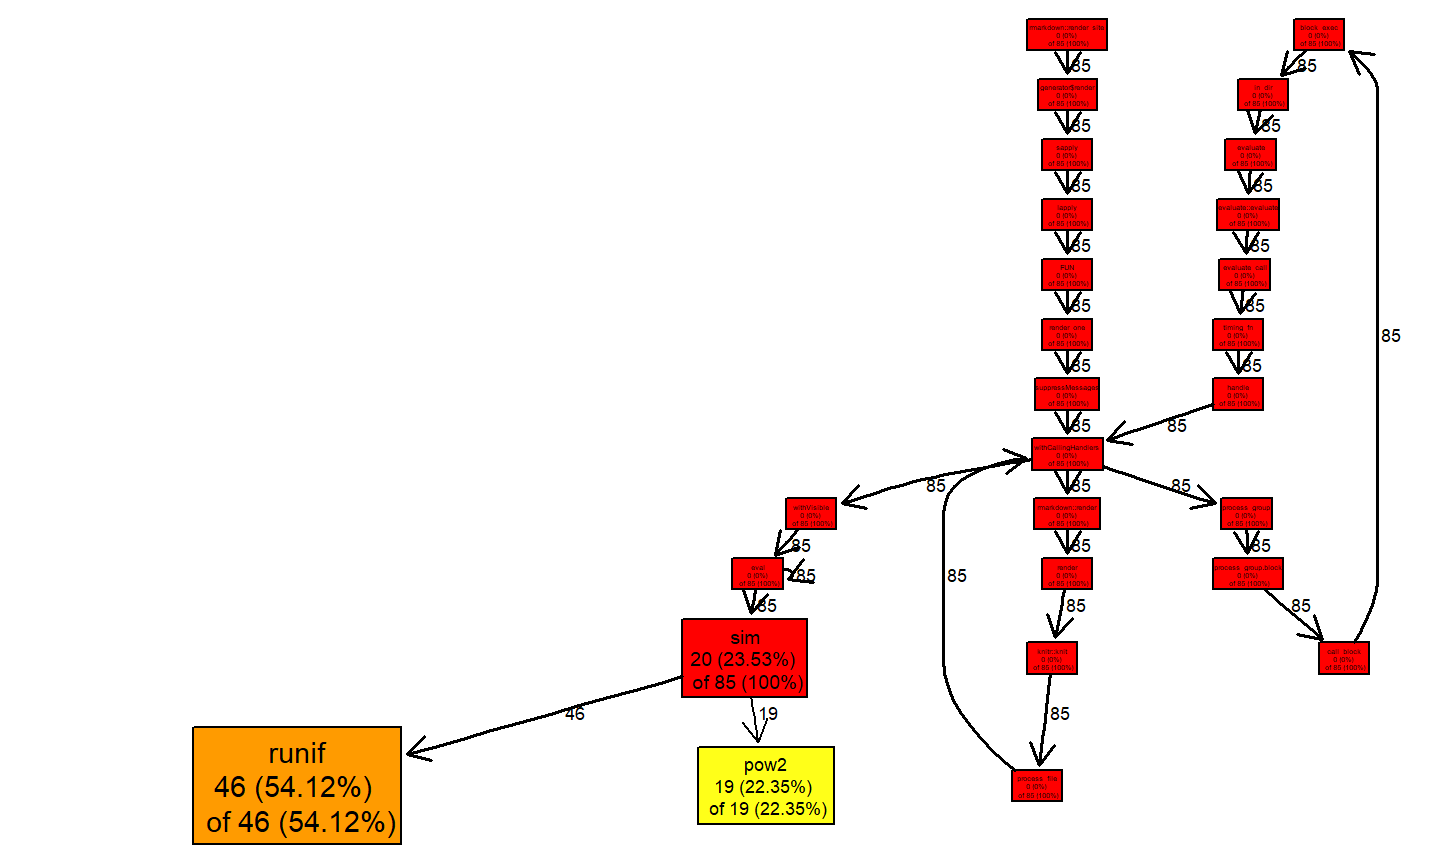 rmarkdown::render_site
0 (0%)
of 85 (100%)
block_exec
0 (0%)
of 85 (100%)
85
85
generator$render
0 (0%)
of 85 (100%)
in_dir
0 (0%)
of 85 (100%)
85
85
sapply
0 (0%)
of 85 (100%)
evaluate
0 (0%)
of 85 (100%)
85
85
lapply
0 (0%)
of 85 (100%)
evaluate::evaluate
0 (0%)
of 85 (100%)
85
85
FUN
0 (0%)
of 85 (100%)
evaluate_call
0 (0%)
of 85 (100%)
85
85
render_one
0 (0%)
of 85 (100%)
timing_fn
0 (0%)
of 85 (100%)
85
85
85
suppressMessages
0 (0%)
of 85 (100%)
handle
0 (0%)
of 85 (100%)
85
85
withCallingHandlers
0 (0%)
of 85 (100%)
85
85
85
withVisible
0 (0%)
of 85 (100%)
rmarkdown::render
0 (0%)
of 85 (100%)
process_group
0 (0%)
of 85 (100%)
85
85
85
eval
0 (0%)
of 85 (100%)
85
85
render
0 (0%)
of 85 (100%)
process_group.block
0 (0%)
of 85 (100%)
85
85
85
sim
20 (23.53%)
of 85 (100%)
knitr::knit
0 (0%)
of 85 (100%)
call_block
0 (0%)
of 85 (100%)
46
19
85
runif
46 (54.12%)
of 46 (54.12%)
pow2
19 (22.35%)
of 19 (22.35%)
process_file
0 (0%)
of 85 (100%)